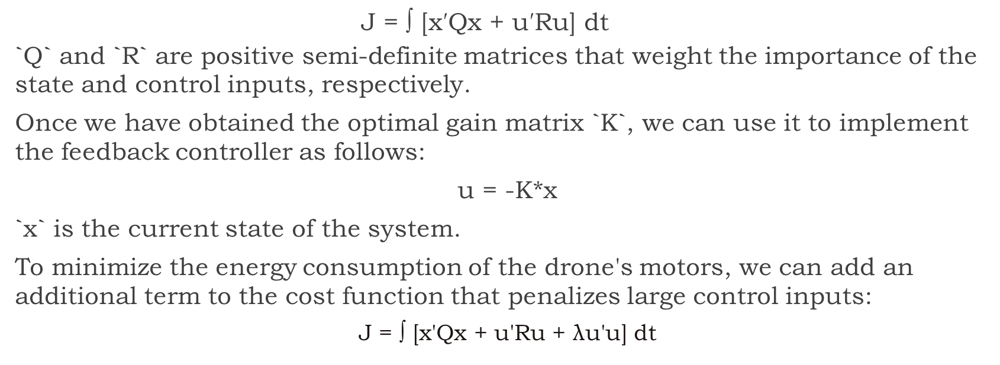 J = ∫ [x′Qx + u′Ru] dt
`Q` and `R` are positive semi-definite matrices that weight the importance of the
state and control inputs, respectively.
Once we have obtained the optimal gain matrix `K`, we can use it to implement
the feedback controller as follows:
u = -K*x
`x` is the current state of the system.
To minimize the energy consumption of the drone's motors, we can add an
additional term to the cost function that penalizes large control inputs:
J = ∫ [x'Qx + u'Ru + λu'u] dt